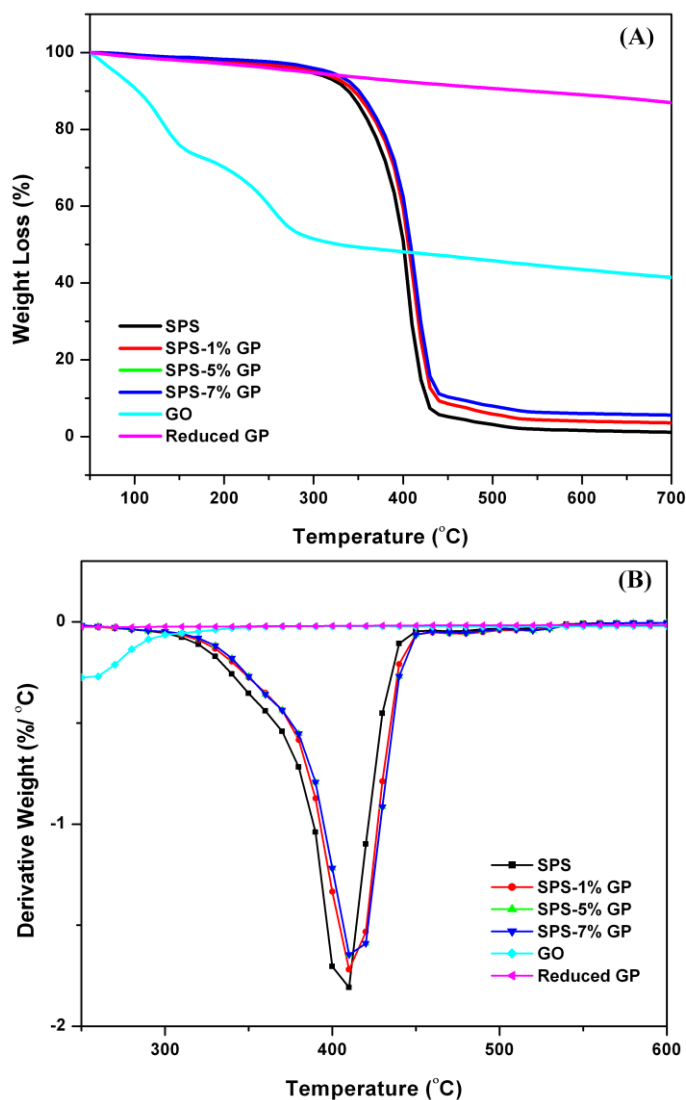 (A)
100
80
60
40
20
0
Weight Loss (%)
SPS
SPS-1% GP
SPS-5% GP
SPS-7% GP
GO
Reduced GP
100 200 300 400 500 600 700
Temperature (°C)
(B)
0
-1
-2
Derivative Weight (%/ °C)
SPS
SPS-1% GP
SPS-5% GP
SPS-7% GP
GO
Reduced GP
300 400 500 600
Temperature (°C)